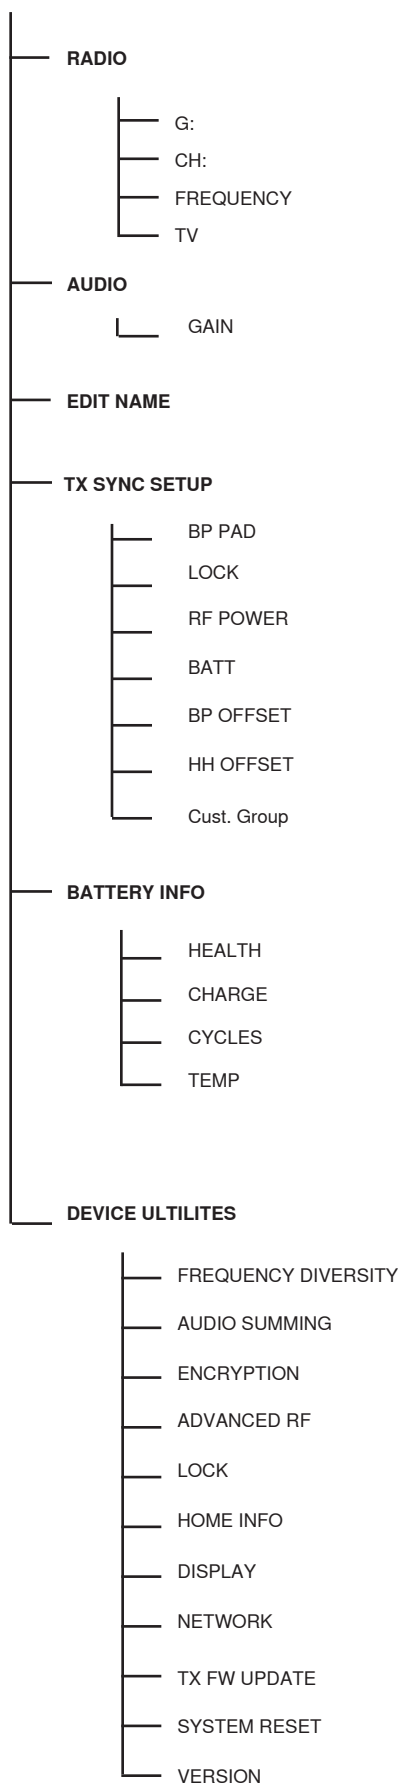 RADIO
G:
CH:
FREQUENCY
TV
AUDIO
GAIN
EDIT NAME
TX SYNC SETUP
BP PAD
LOCK
RF POWER
BATT
BP OFFSET
HH OFFSET
Cust. Group
BATTERY INFO
HEALTH
CHARGE
CYCLES
TEMP
DEVICE ULTILITES
FREQUENCY DIVERSITY
AUDIO SUMMING
ENCRYPTION
ADVANCED RF
LOCK
HOME INFO
DISPLAY
NETWORK
TX FW UPDATE
SYSTEM RESET
VERSION